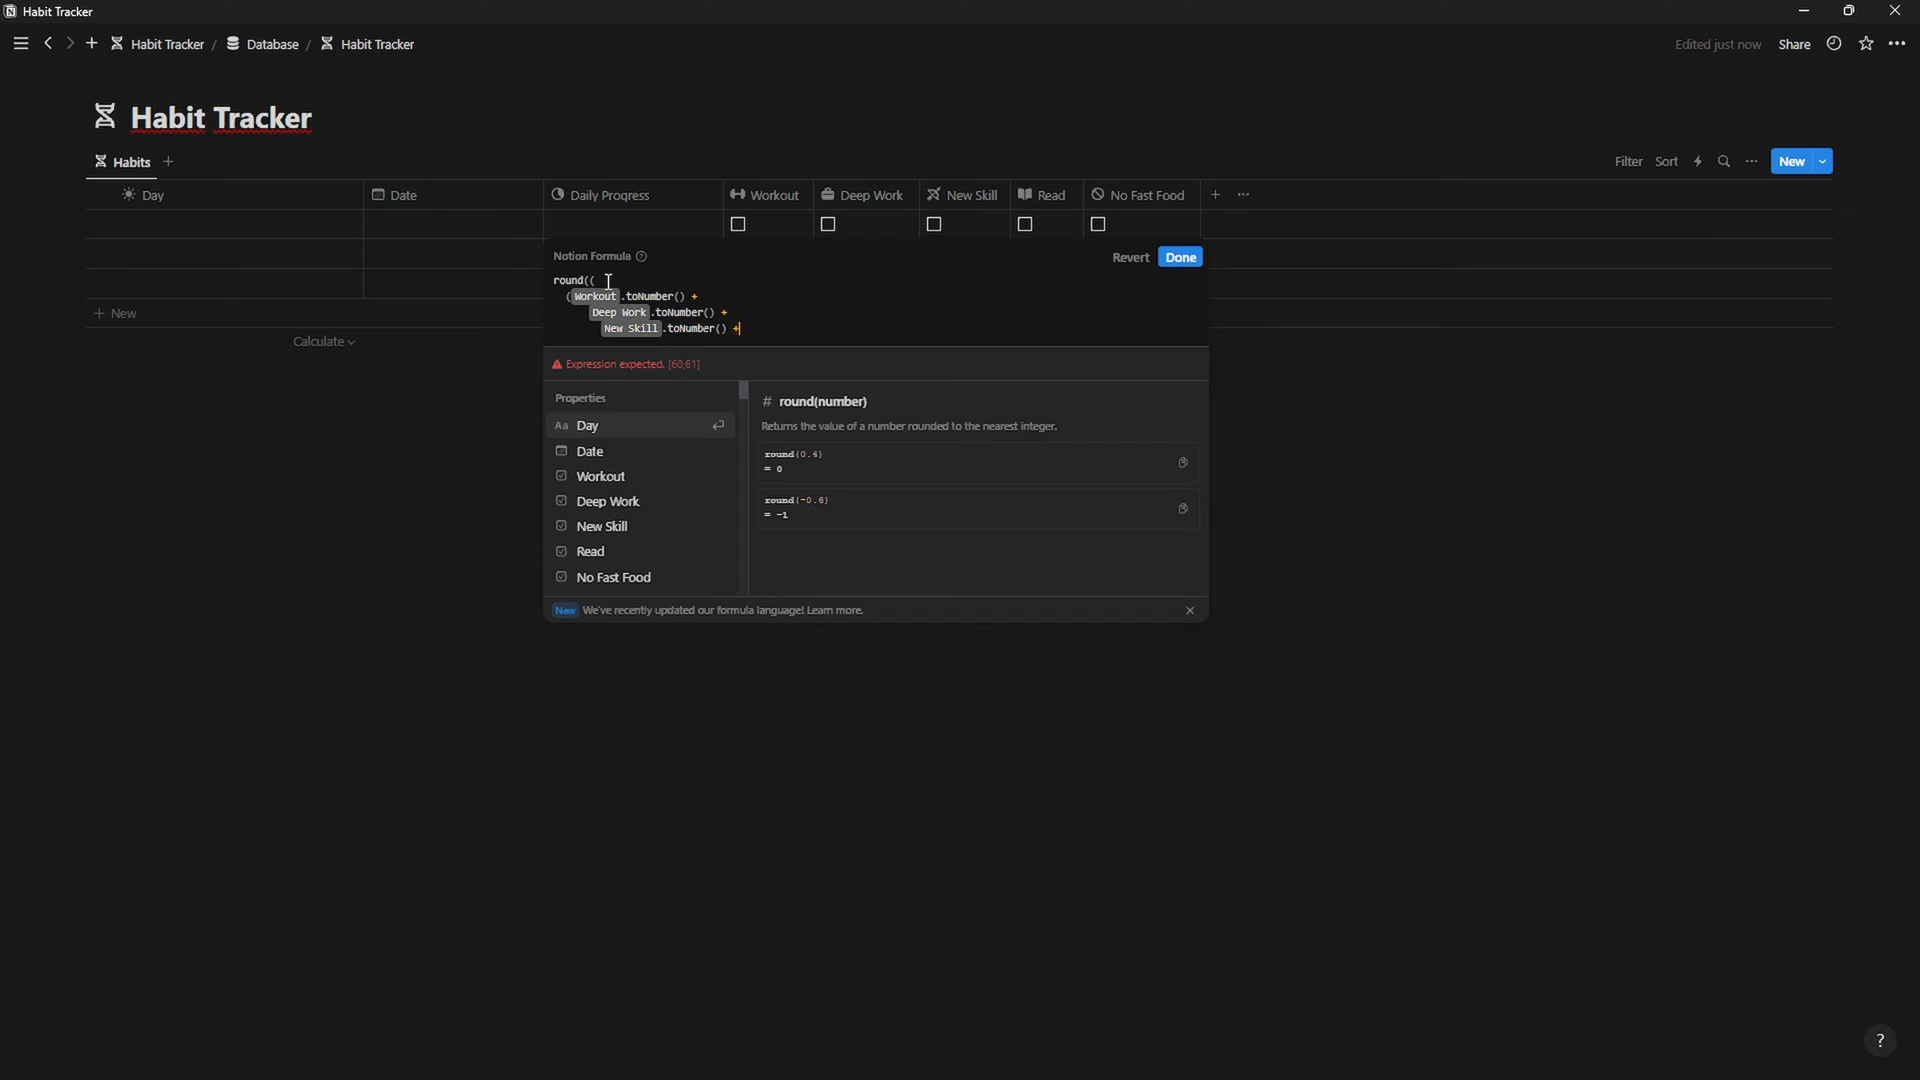 Habit Tracker
Habit Tracker / Database / Habit Tracker
Edited just now Share
Habit Tracker
Habits
Filter Sort New
Day Date Daily Progress Workout Deep Work New Skill Read No Fast Food
Notion Formula
Revert Done
round((
(Workout.toNumber() +
Deep Work.toNumber() +
New Skill.toNumber() +
+ New
Calculate
Expression expected. [60,61]
Properties
Aa Day
Date
Workout
Deep Work
New Skill
Read
No Fast Food
# round(number)
Returns the value of a number rounded to the nearest integer.
round(0.4)
= 0
round(-0.6)
= -1
New We've recently updated our formula language! Learn more.
?